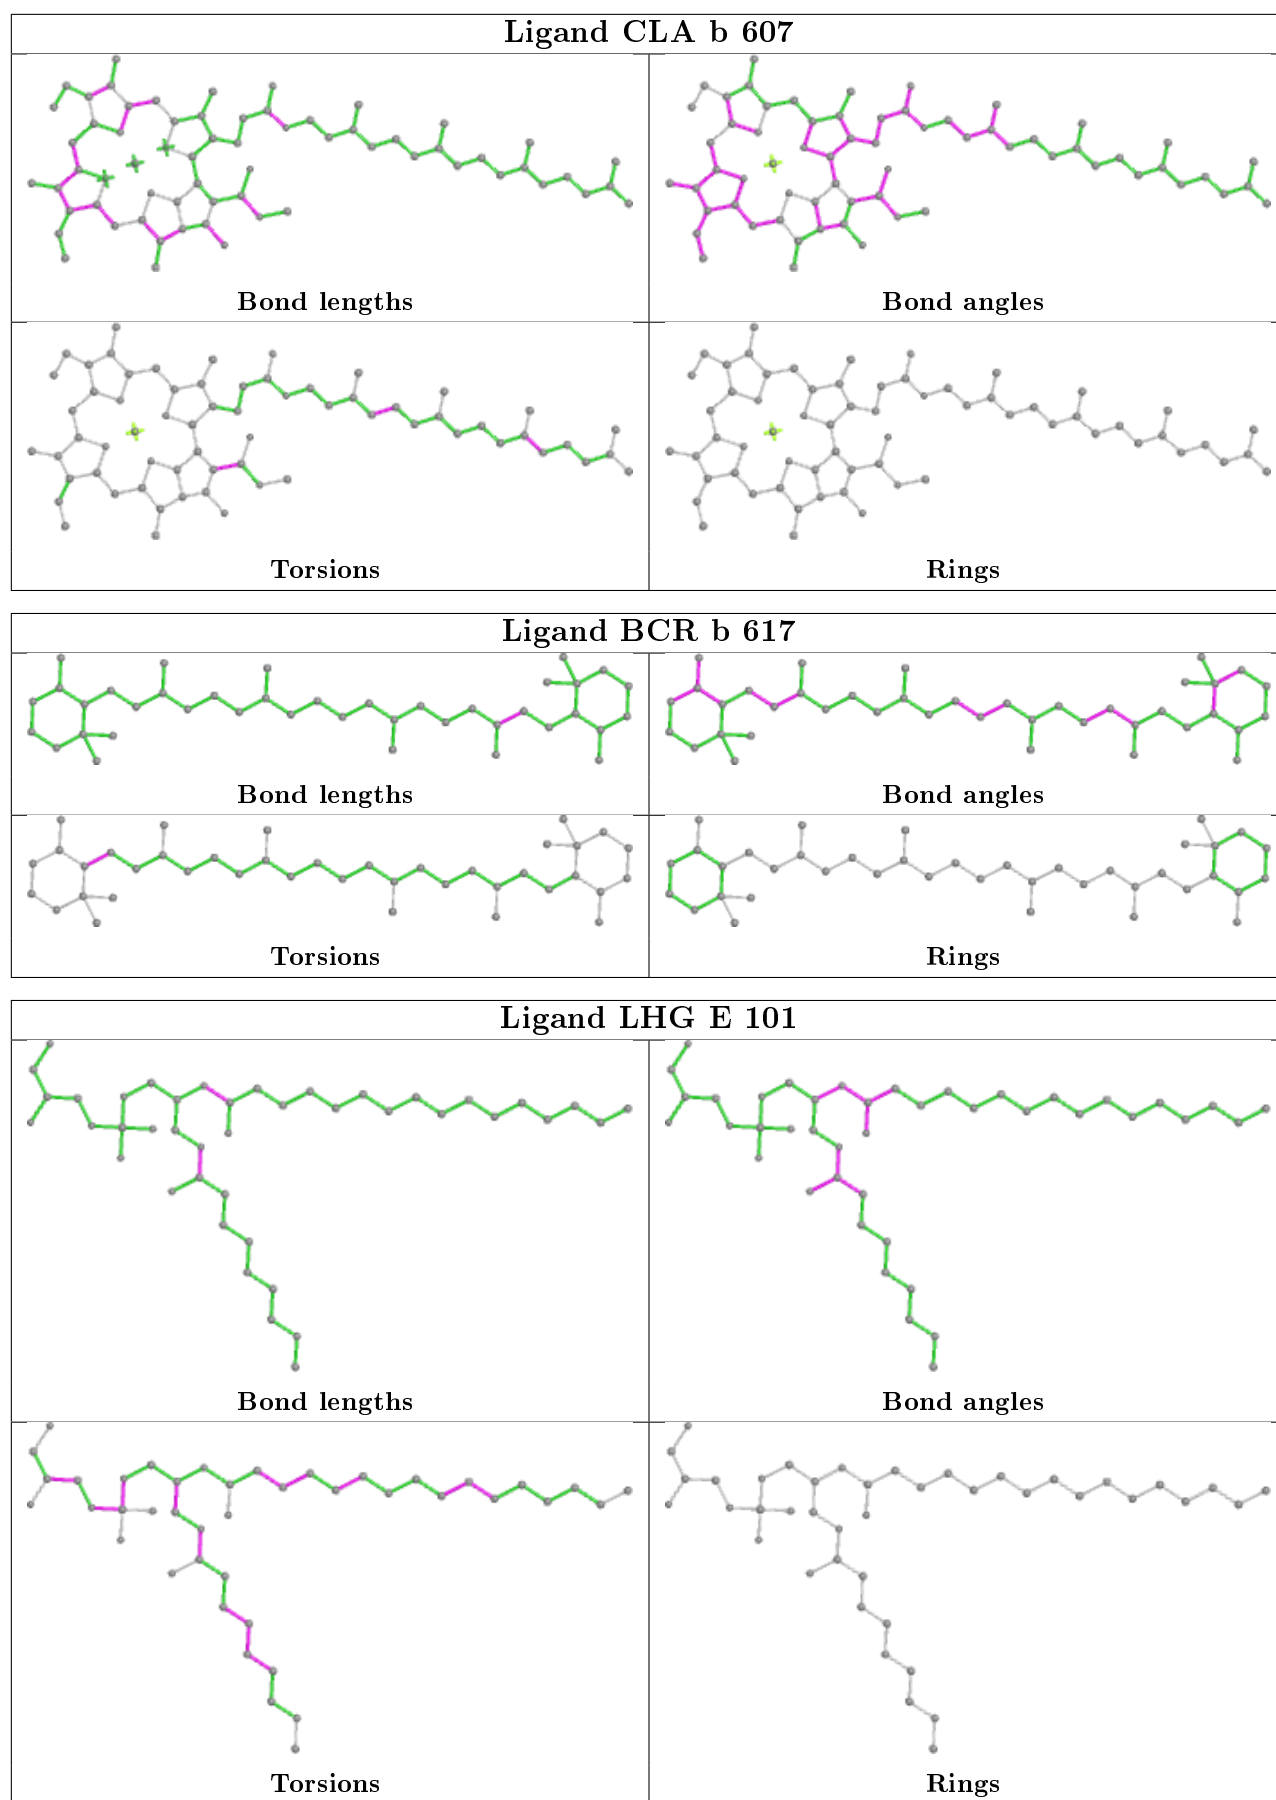 Ligand CLA b 607
Bond lengths
Bond angles
Torsions
Rings
Ligand BCR b 617
Bond lengths
Bond angles
Torsions
Rings
Ligand LHG E 101
Bond lengths
Bond angles
Torsions
Rings